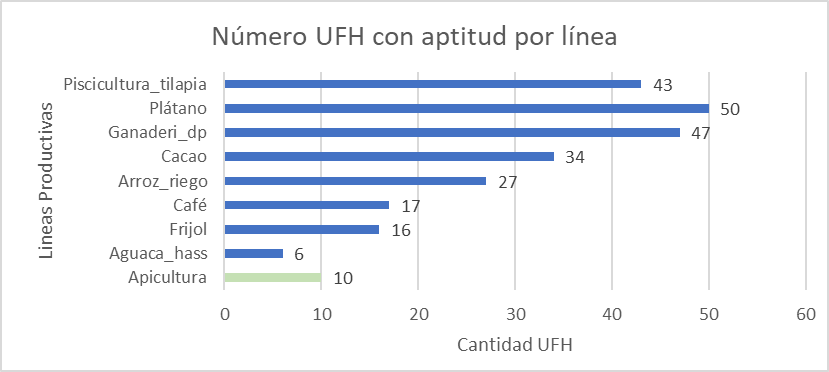 Número UFH con aptitud por línea
Lineas Productivas
Piscicultura_tilapia 43
Plátano 50
Ganaderi_dp 47
Cacao 34
Arroz_riego 27
Café 17
Frijol 16
Aguaca_hass 6
Apicultura 10
0 10 20 30 40 50 60
Cantidad UFH